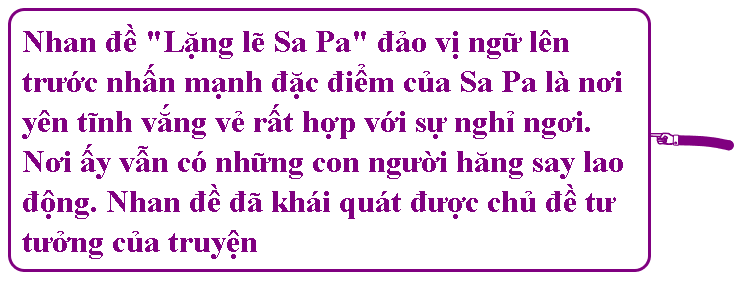 Nhan đề "Lặng lẽ Sa Pa" đảo vị ngữ lên
trước nhấn mạnh đặc điểm của Sa Pa là nơi
yên tĩnh vắng vẻ rất hợp với sự nghỉ ngơi.
Nơi ấy vẫn có những con người hăng say lao
động. Nhan đề đã khái quát được chủ đề tư
tưởng của truyện